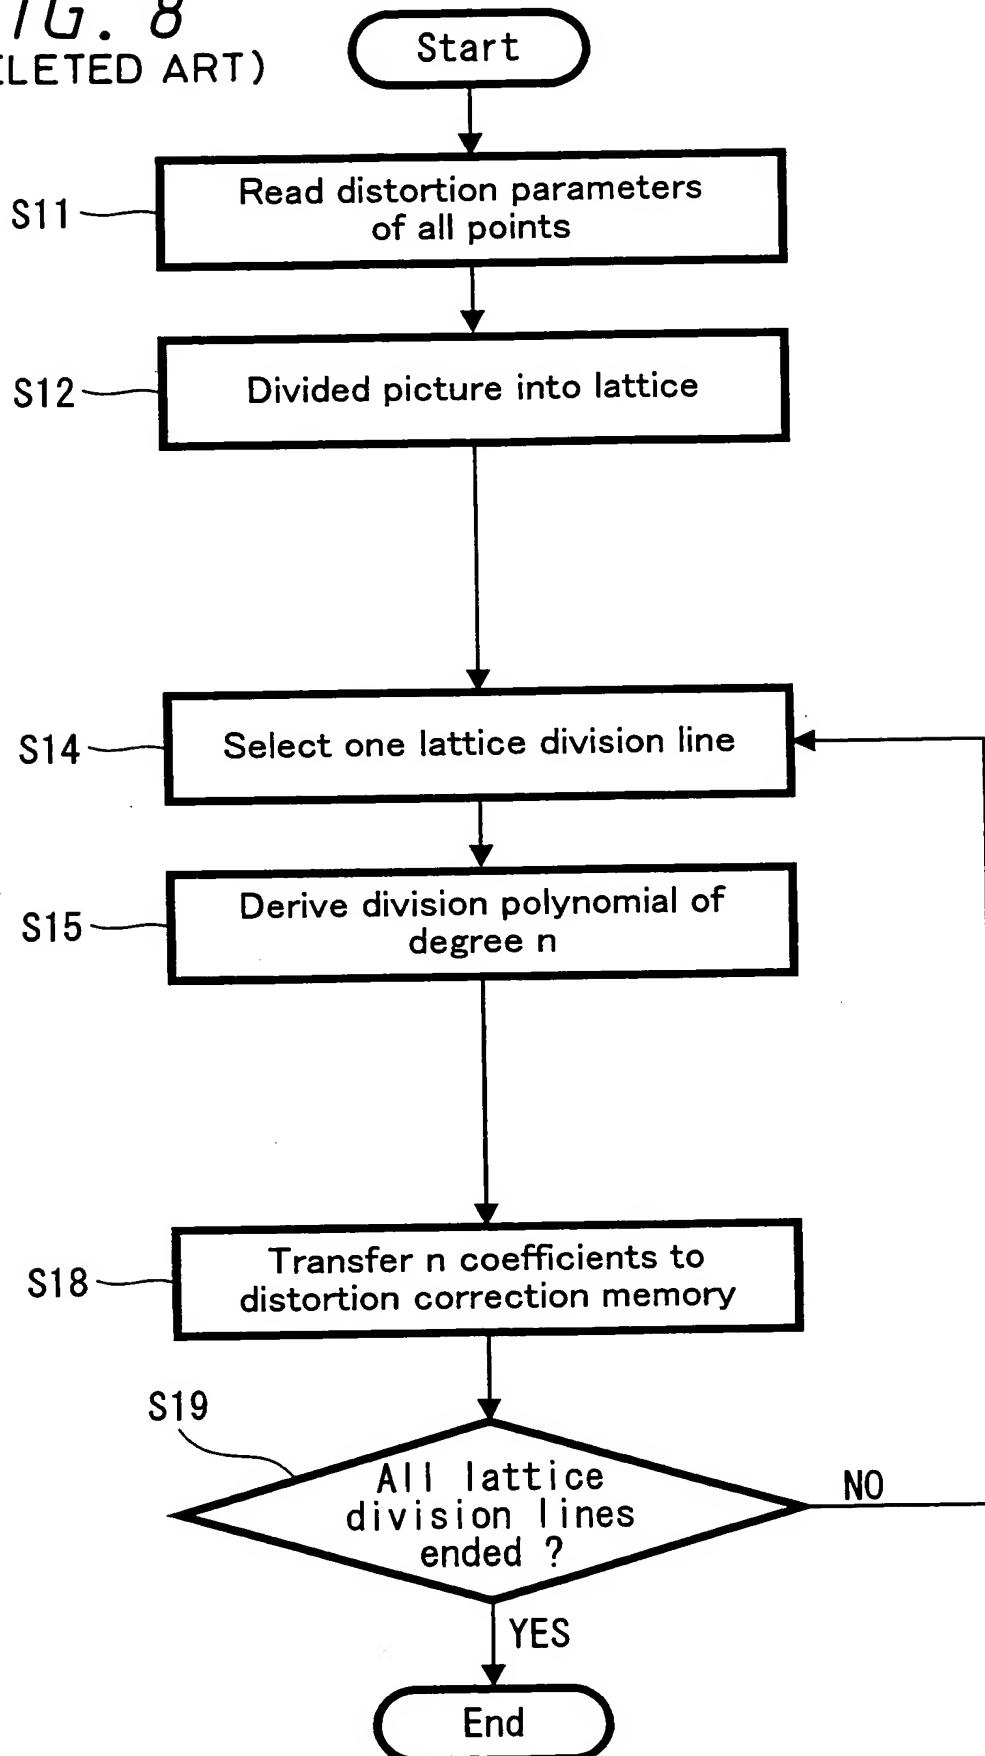 FIG. 8
ELETED ART)
Start
S11
Read distortion parameters
of all points
S12
Divided picture into lattice
S14
Select one lattice division line
S15
Derive division polynomial of
degree n
S18
Transfer n coefficients to
distortion correction memory
S19
All lattice
division lines
ended ?
NO
YES
End